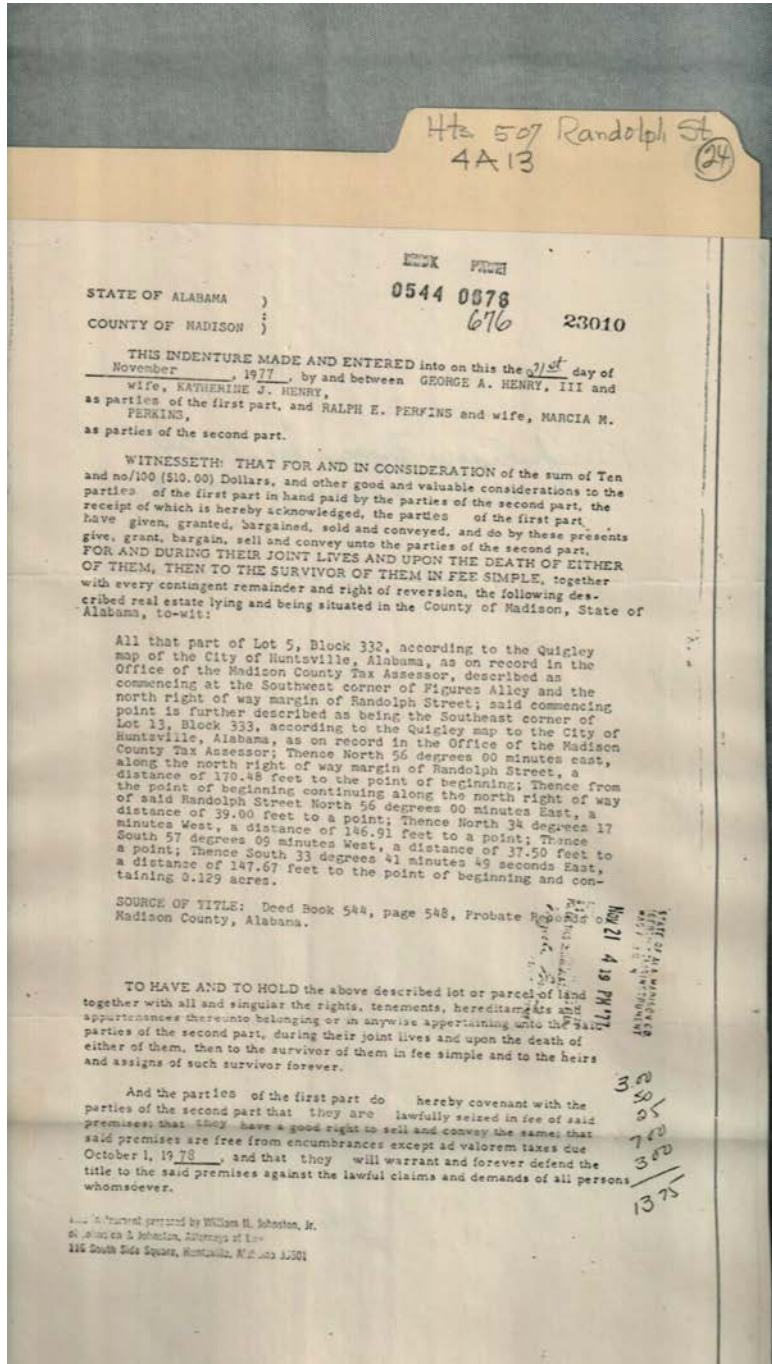 Hts 507 Randolph St
4A13
24
BOOK PAGE
0544 0676
676
23010
STATE OF ALABAMA )
:
COUNTY OF MADISON )
THIS INDENTURE MADE AND ENTERED into on this the 21st day of
November , 1977, by and between GEORGE A. HENRY, III and
wife, KATHERINE J. HENRY,
as parties of the first part, and RALPH E. PERKINS and wife, MARCIA M.
PERKINS,
as parties of the second part.
WITNESSETH: THAT FOR AND IN CONSIDERATION of the sum of Ten
and no/100 ($10.00) Dollars, and other good and valuable considerations to the
parties of the first part in hand paid by the parties of the second part, the
receipt of which is hereby acknowledged, the parties of the first part
have given, granted, bargained, sold and conveyed, and do by these presents
give, grant, bargain, sell and convey unto the parties of the second part,
FOR AND DURING THEIR JOINT LIVES AND UPON THE DEATH OF EITHER
OF THEM, THEN TO THE SURVIVOR OF THEM IN FEE SIMPLE, together
with every contingent remainder and right of reversion, the following des-
cribed real estate lying and being situated in the County of Madison, State of
Alabama, to-wit:
All that part of Lot 5, Block 332, according to the Quigley
map of the City of Huntsville, Alabama, as on record in the
Office of the Madison County Tax Assessor, described as
commencing at the Southwest corner of Figures Alley and the
north right of way margin of Randolph Street; said commencing
point is further described as being the Southeast corner of
Lot 13, Block 333, according to the Quigley map to the City of
Huntsville, Alabama, as on record in the Office of the Madison
County Tax Assessor; Thence North 56 degrees 00 minutes east,
along the north right of way margin of Randolph Street, a
distance of 170.48 feet to the point of beginning; Thence from
the point of beginning continuing along the north right of way
of said Randolph Street North 56 degrees 00 minutes East, a
distance of 39.00 feet to a point; Thence North 34 degrees 17
minutes West, a distance of 146.91 feet to a point; Thence
South 57 degrees 09 minutes West, a distance of 37.50 feet to
a point; Thence South 33 degrees 41 minutes 49 seconds East,
a distance of 147.67 feet to the point of beginning and con-
taining 0.129 acres.
SOURCE OF TITLE: Deed Book 544, page 548, Probate Records o
Madison County, Alabama.
Nov 21 4 19 PM '77
TO HAVE AND TO HOLD the above described lot or parcel of land
together with all and singular the rights, tenements, hereditaments and
appurtenances thereunto belonging or in anywise appertaining unto the said
parties of the second part, during their joint lives and upon the death of
either of them, then to the survivor of them in fee simple and to the heirs
and assigns of such survivor forever.
And the parties of the first part do hereby covenant with the
parties of the second part that they are lawfully seized in fee of said
premises; that they have a good right to sell and convey the same; that
said premises are free from encumbrances except ad valorem taxes due
October 1, 1978, and that they will warrant and forever defend the
title to the said premises against the lawful claims and demands of all persons
whomsoever.
3.00
50
25
7.00
3.00
13 75
instrument prepared by William H. Johnston, Jr.
of Johnston & Johnston, Attorneys at Law
116 South Side Square, Huntsville, Alabama 35801